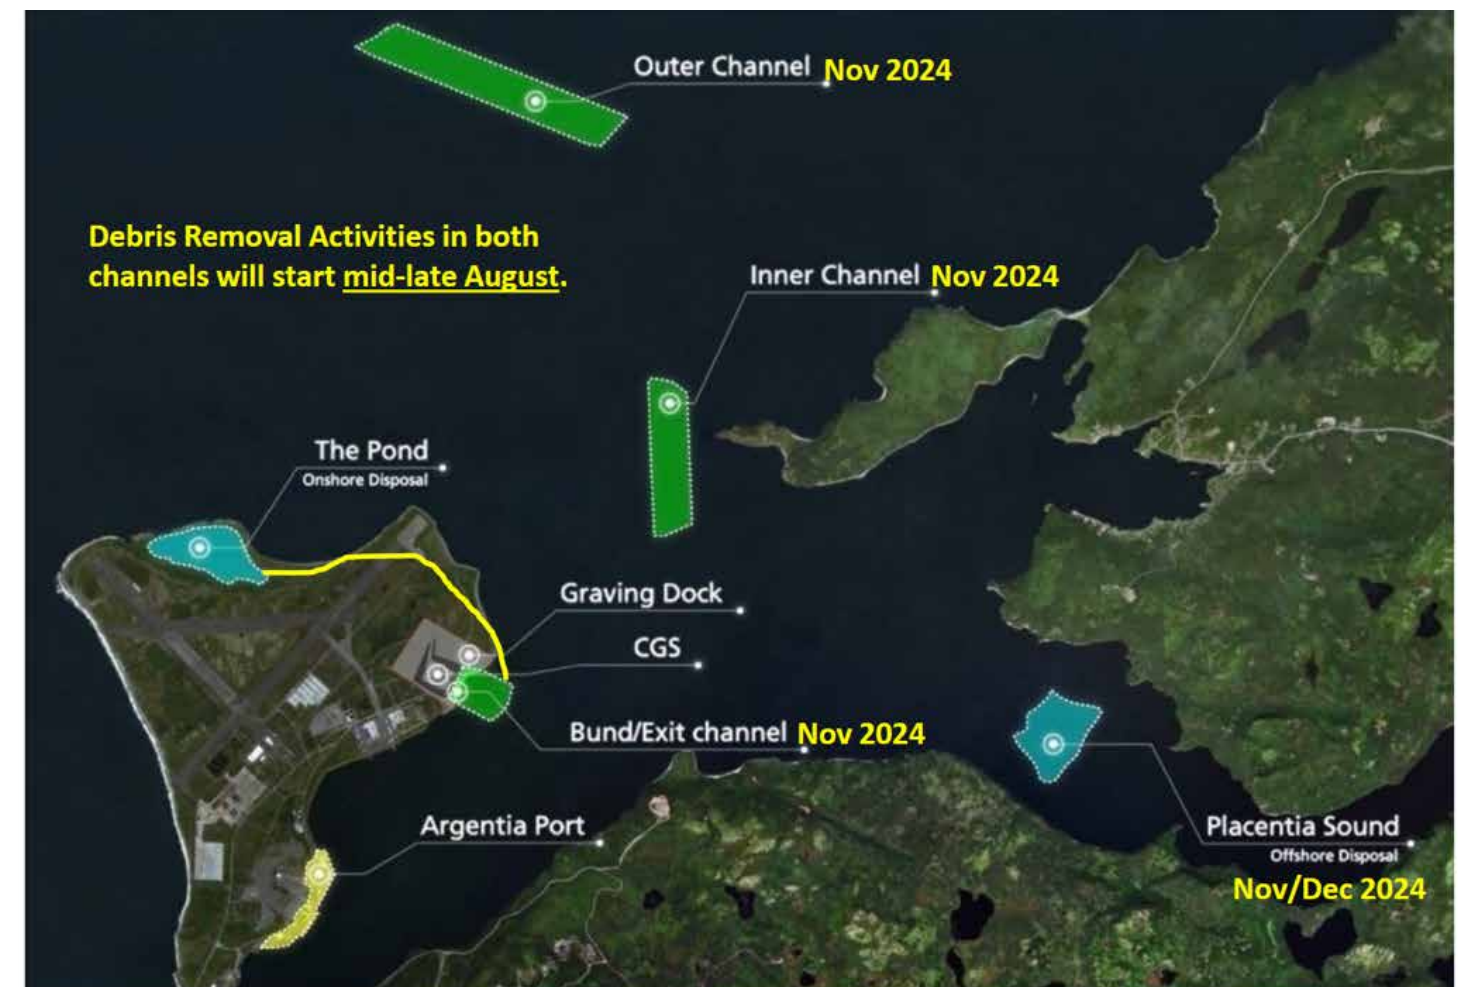 Outer Channel Nov 2024
Debris Removal Activities in both
channels will start mid-late August.
Inner Channel Nov 2024
The Pond
Onshore Disposal
Graving Dock
CGS
Bund/Exit channel Nov 2024
Argentia Port
Placentia Sound
Offshore Disposal
Nov/Dec 2024